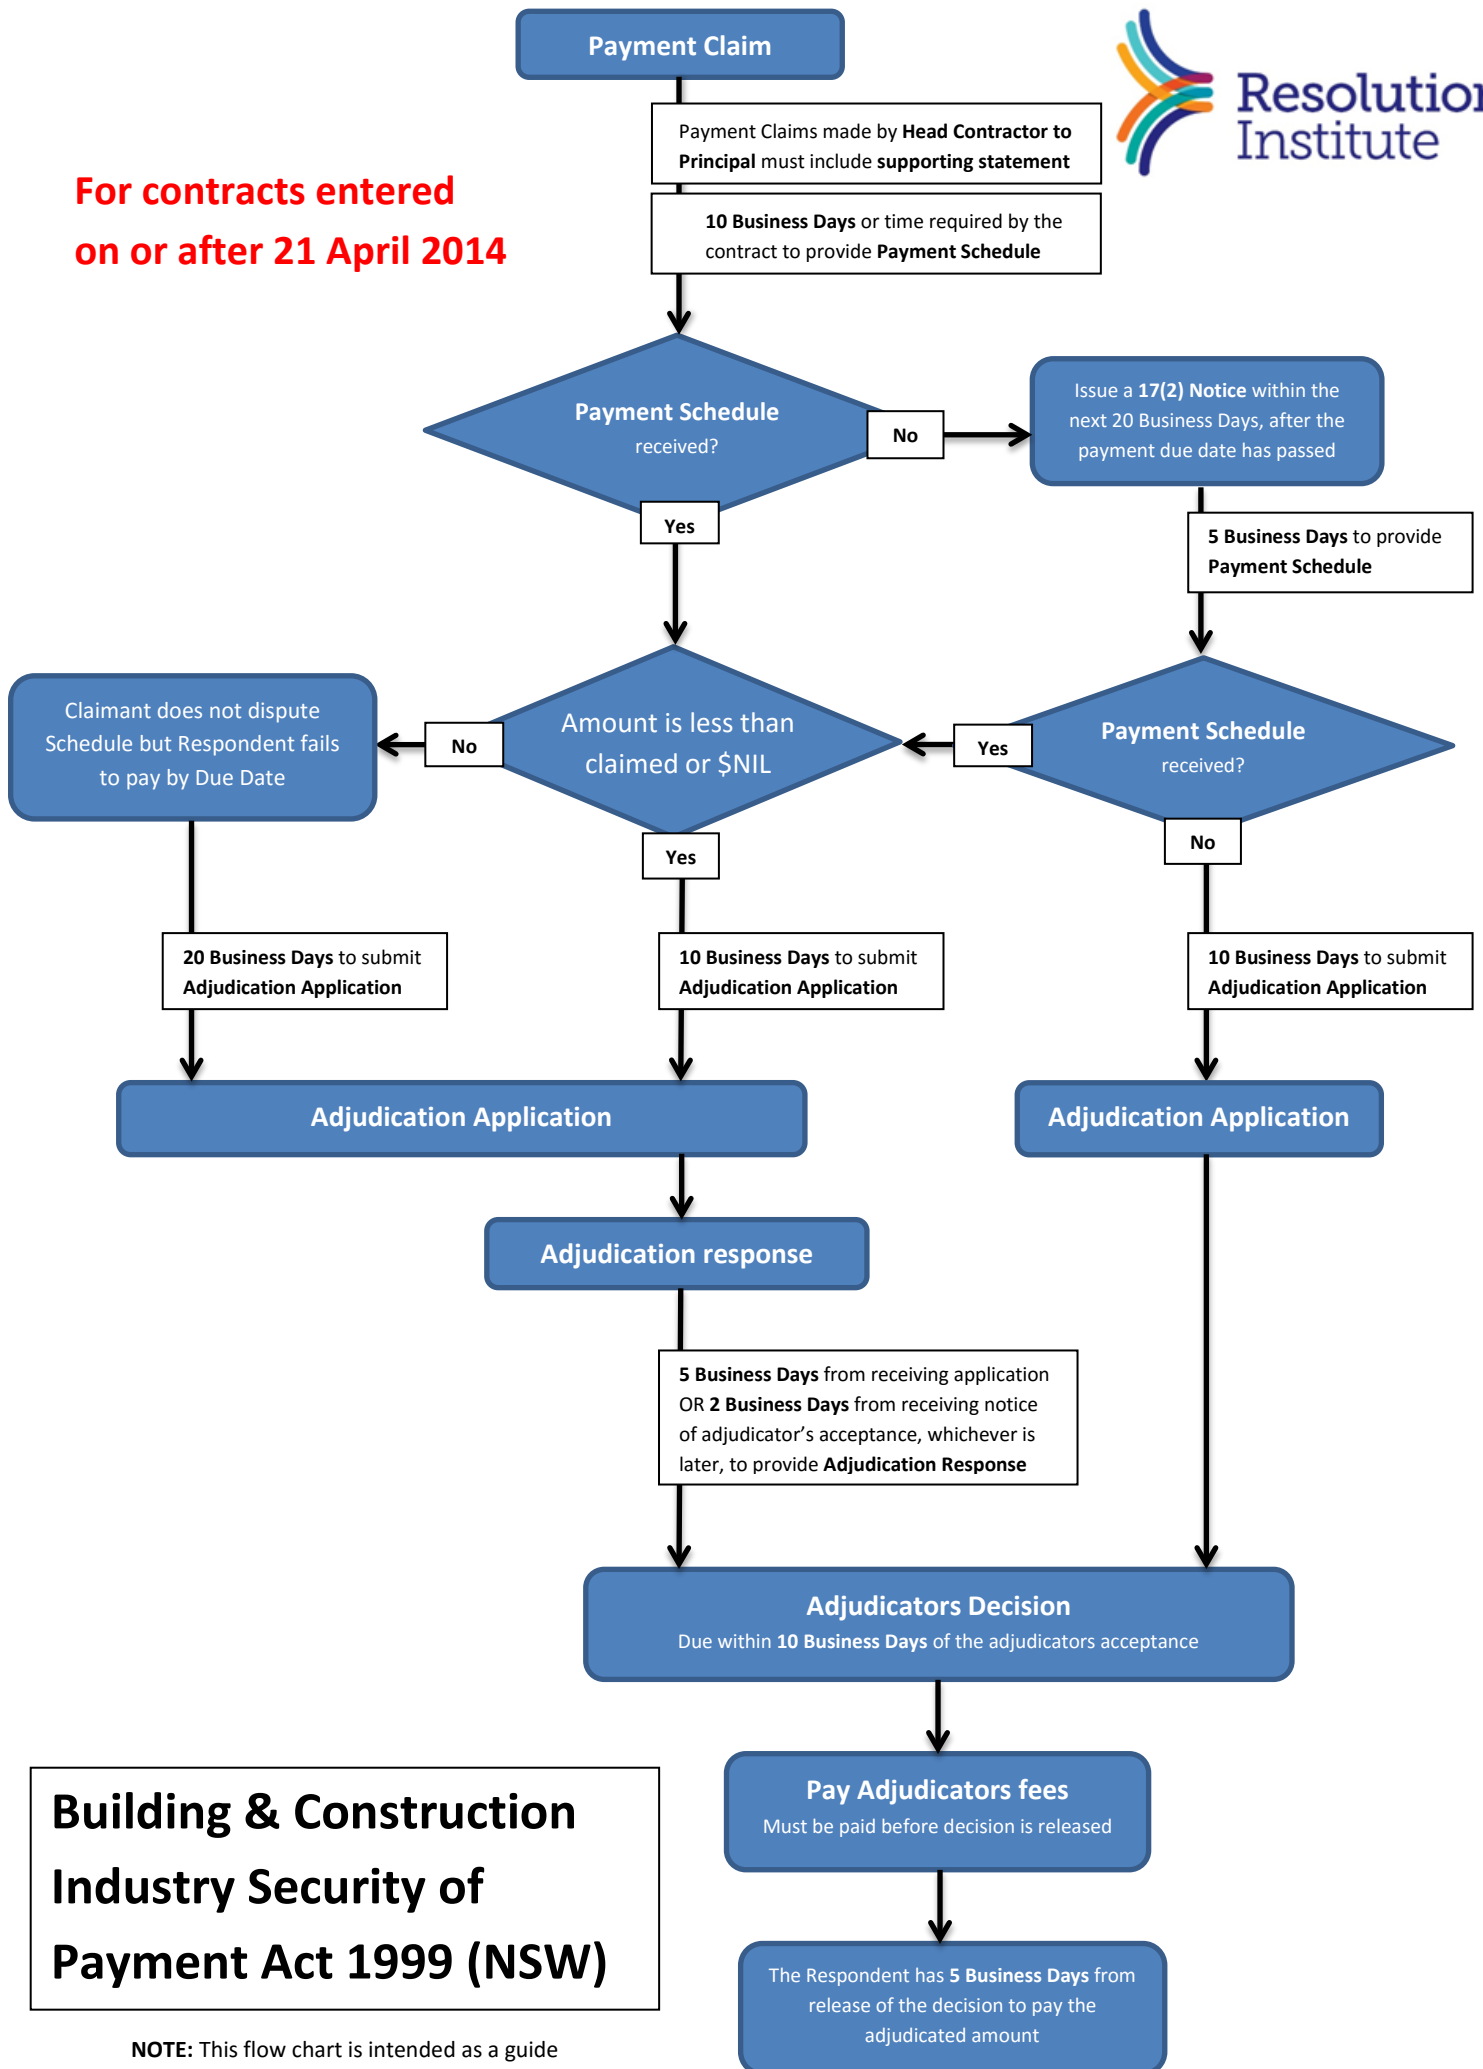 Payment Claim
Resolution
Institute
Payment Claims made by Head Contractor to
Principal must include supporting statement
For contracts entered
on or after 21 April 2014
10 Business Days or time required by the
contract to provide Payment Schedule
Payment Schedule
received?
No
Issue a 17(2) Notice within the
next 20 Business Days, after the
payment due date has passed
Yes
5 Business Days to provide
Payment Schedule
Claimant does not dispute
Schedule but Respondent fails
to pay by Due Date
No
Amount is less than
claimed or $NIL
Yes
Payment Schedule
received?
Yes
No
20 Business Days to submit
Adjudication Application
10 Business Days to submit
Adjudication Application
10 Business Days to submit
Adjudication Application
Adjudication Application
Adjudication Application
Adjudication response
5 Business Days from receiving application
OR 2 Business Days from receiving notice
of adjudicator’s acceptance, whichever is
later, to provide Adjudication Response
Adjudicators Decision
Due within 10 Business Days of the adjudicators acceptance
Pay Adjudicators fees
Must be paid before decision is released
Building & Construction
Industry Security of
Payment Act 1999 (NSW)
The Respondent has 5 Business Days from
release of the decision to pay the
adjudicated amount
NOTE: This flow chart is intended as a guide